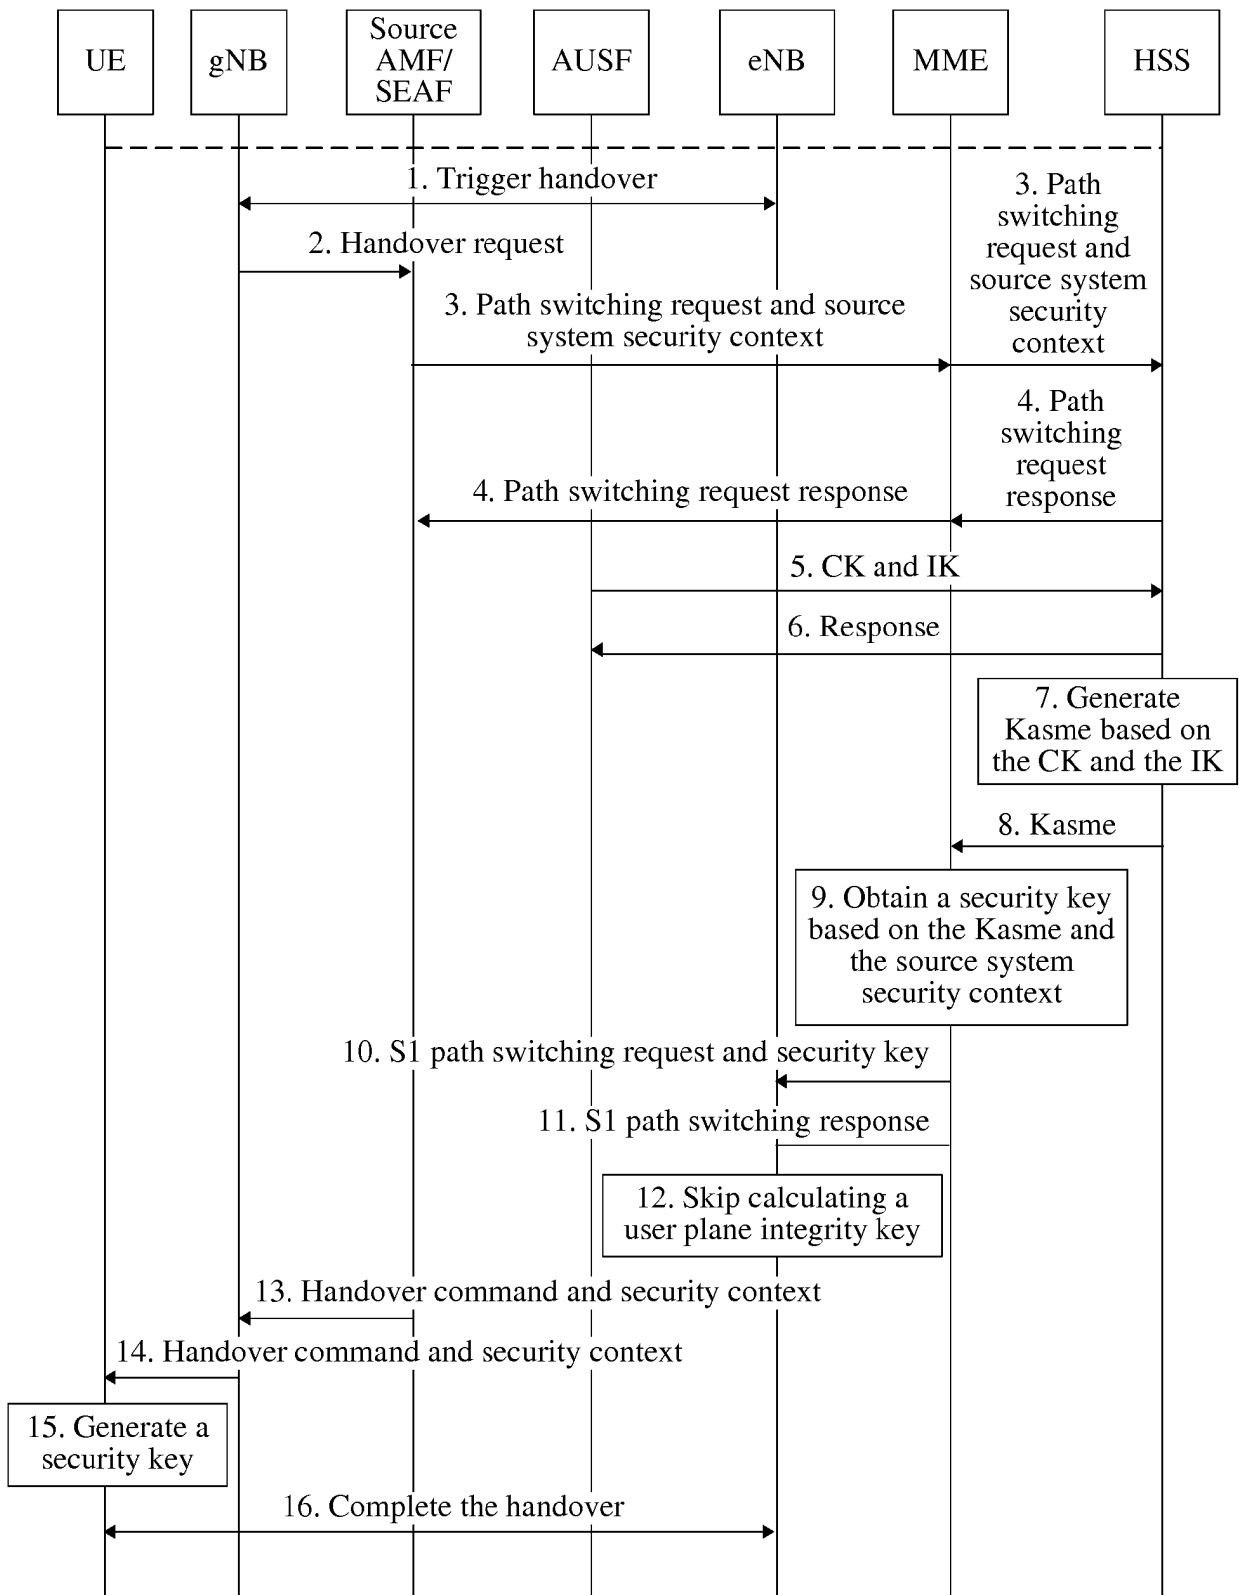 UE
gNB
Source
AMF/
SEAF
AUSF
eNB
MME
HSS
1. Trigger handover
2. Handover request
3. Path switching request and source
system security context
3. Path
switching
request and
source system
security
context
4. Path switching request response
4. Path
switching
request
response
5. CK and IK
6. Response
7. Generate
Kasme based on
the CK and the IK
8. Kasme
9. Obtain a security key
based on the Kasme and
the source system
security context
10. S1 path switching request and security key
11. S1 path switching response
12. Skip calculating a
user plane integrity key
13. Handover command and security context
14. Handover command and security context
15. Generate a
security key
16. Complete the handover